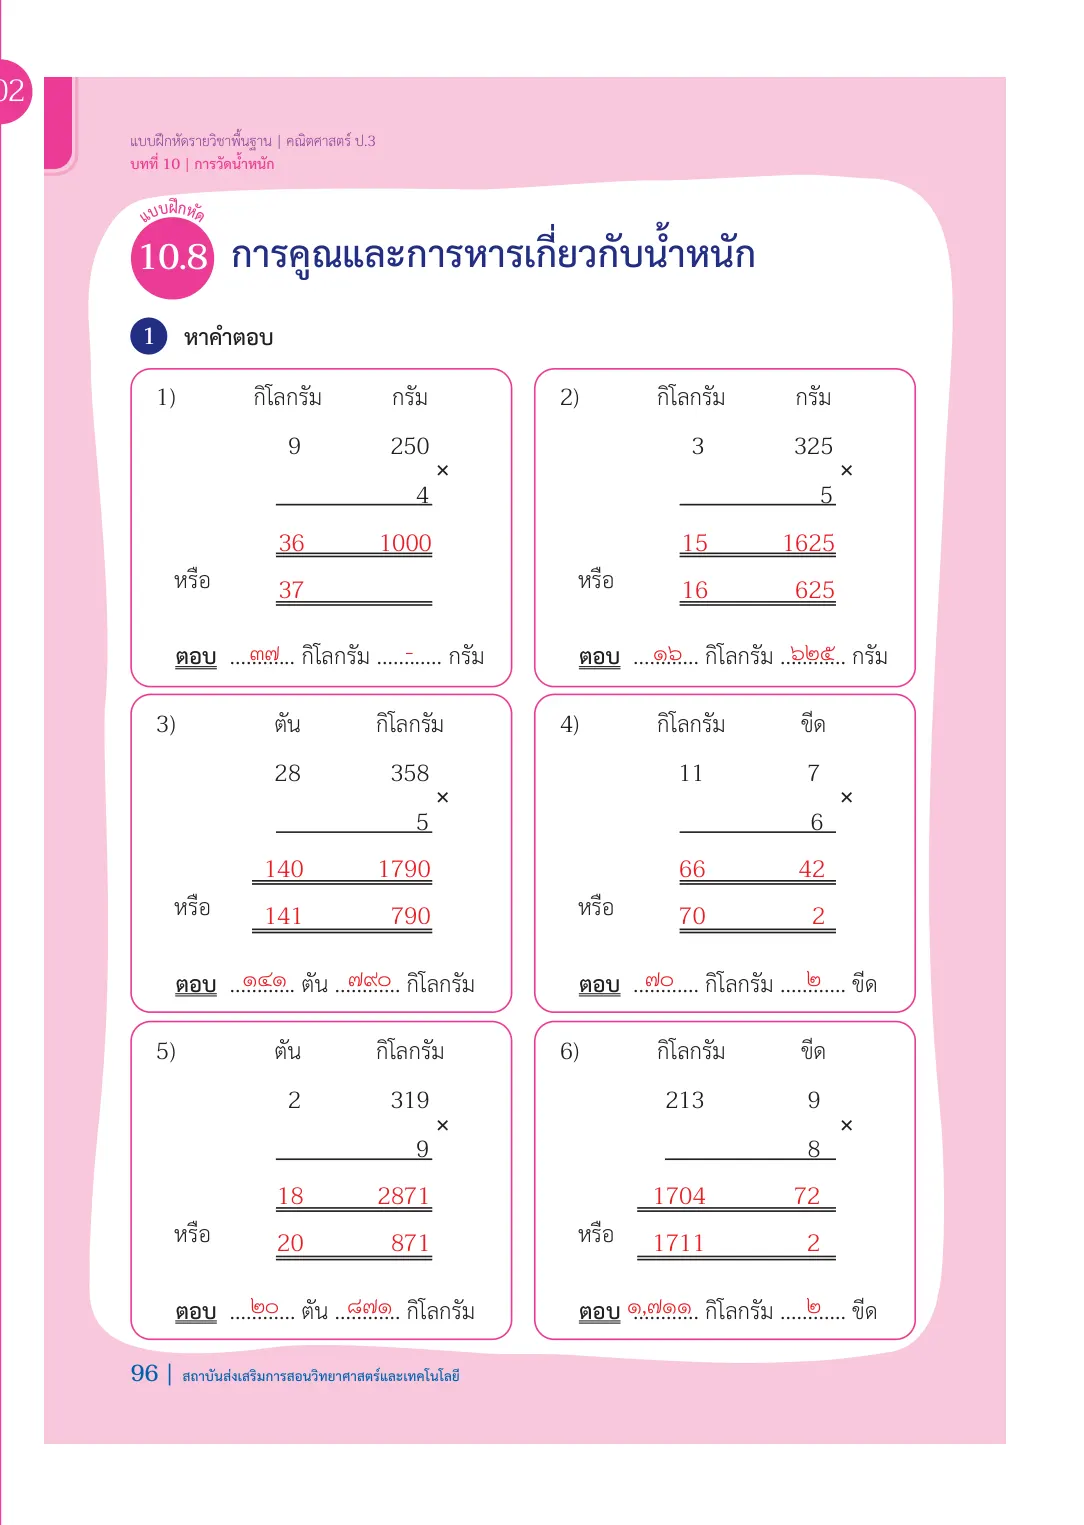 02
แบบฝึกหัดรายวิชาพื้นฐาน | คณิตศาสตร์ ป.3
บทที่ 10 | การวัดน้ำหนัก
แบบฝึกหัด
10.8 การคูณและการหารเกี่ยวกับน้ำหนัก
1 หาคำตอบ
1) กิโลกรัม กรัม
9 250
×
4
36 1000
หรือ 37
ตอบ ............ ๓๗ กิโลกรัม ............ - กรัม
2) กิโลกรัม กรัม
3 325
×
5
15 1625
หรือ 16 625
ตอบ ............ ๑๖ กิโลกรัม ............ ๖๒๕ กรัม
3) ตัน กิโลกรัม
28 358
×
5
140 1790
หรือ 141 790
ตอบ ............ ๑๔๑ ตัน ............ ๗๙๐ กิโลกรัม
4) กิโลกรัม ขีด
11 7
×
6
66 42
หรือ 70 2
ตอบ ............ ๗๐ กิโลกรัม ............ ๒ ขีด
5) ตัน กิโลกรัม
2 319
×
9
18 2871
หรือ 20 871
ตอบ ............ ๒๐ ตัน ............ ๘๗๑ กิโลกรัม
6) กิโลกรัม ขีด
213 9
×
8
1704 72
หรือ 1711 2
ตอบ ............ ๑,๗๑๑ กิโลกรัม ............ ๒ ขีด
96 | สถาบันส่งเสริมการสอนวิทยาศาสตร์และเทคโนโลยี